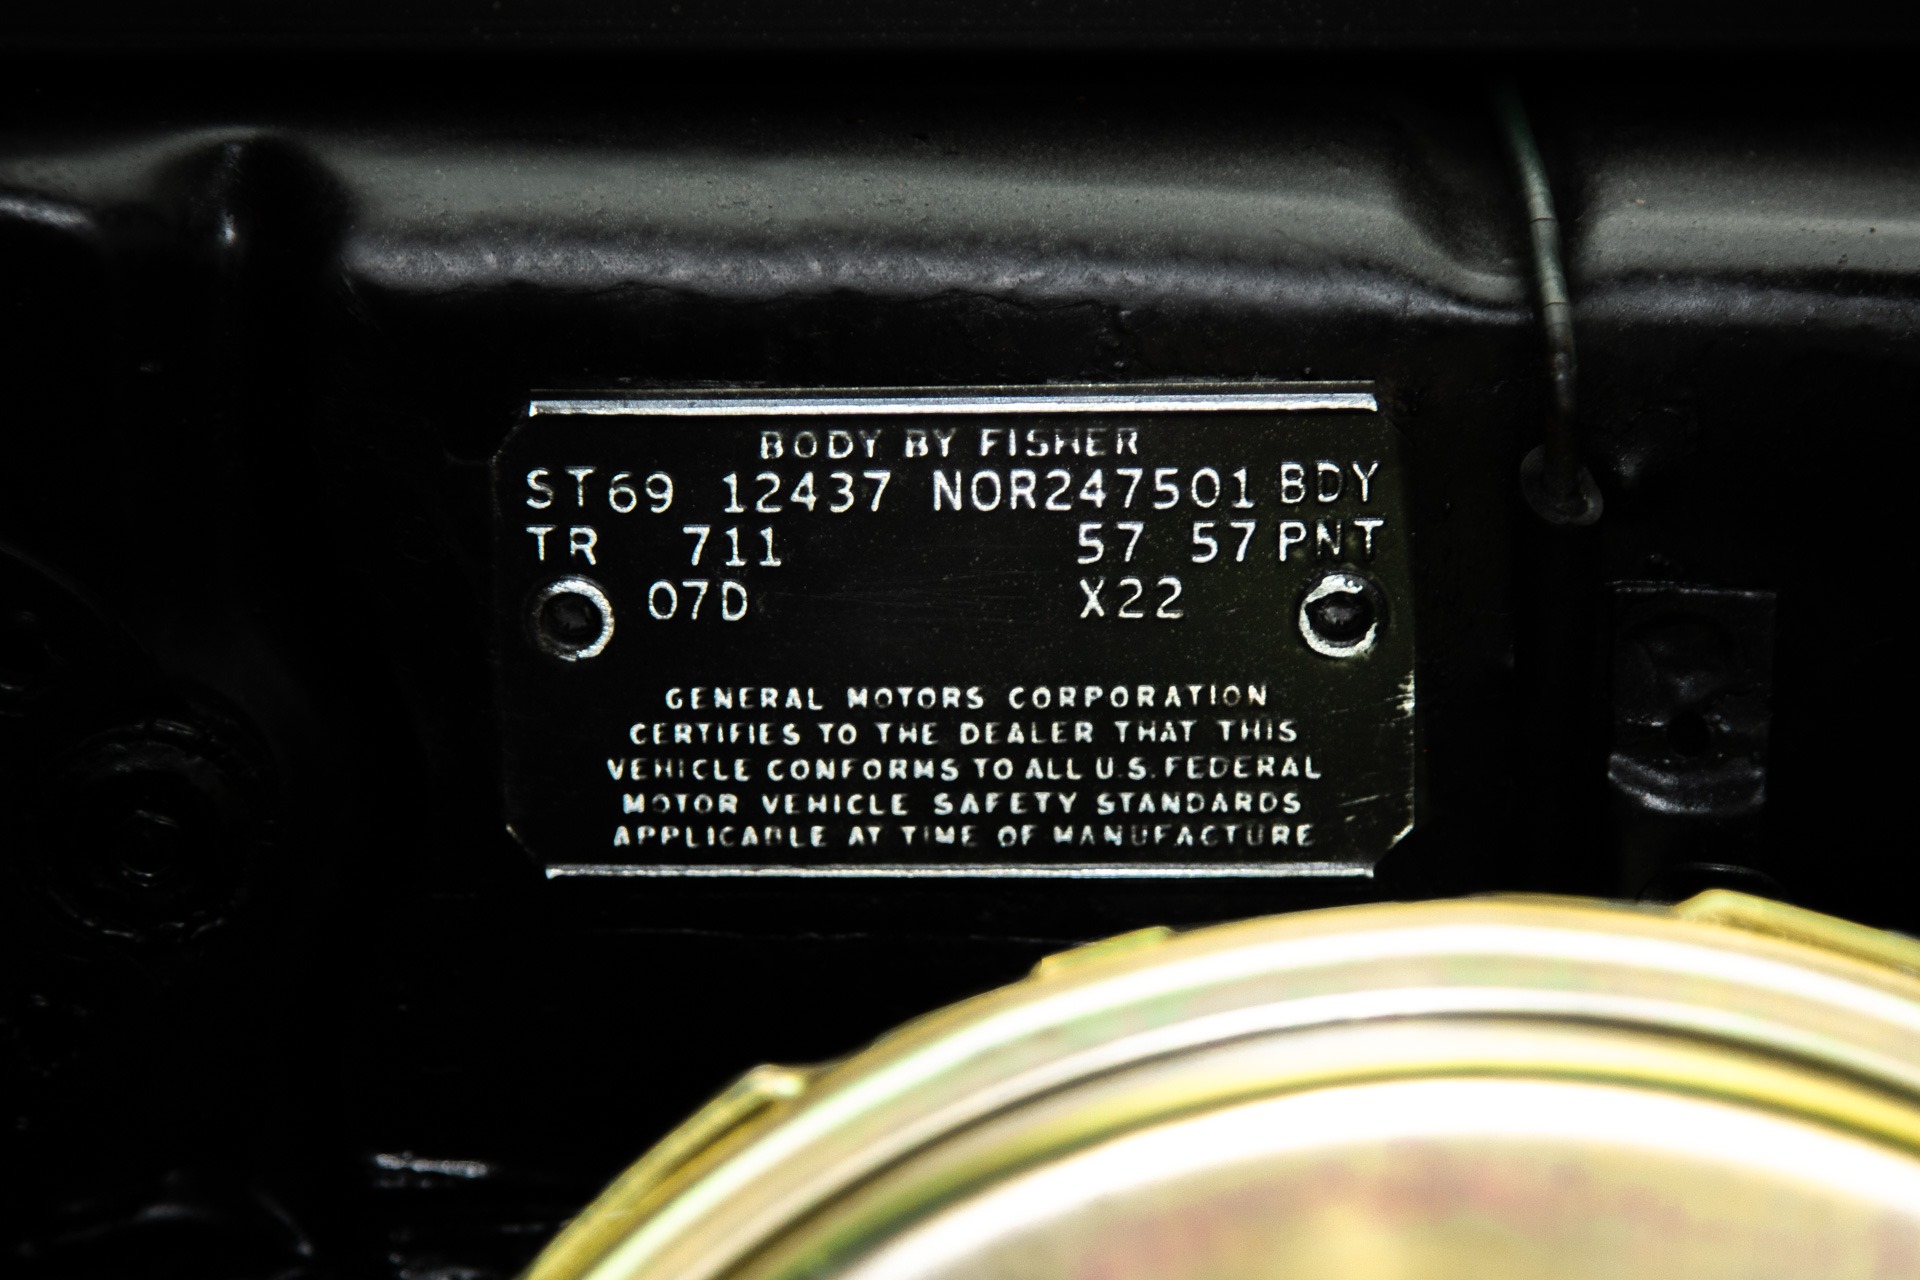 BODY BY FISHER
ST69 12437 NOR247501 BDY
TR 711 57 57 PNT
07D X22
GENERAL MOTORS CORPORATION
CERTIFIES TO THE DEALER THAT THIS
VEHICLE CONFORMS TO ALL U.S. FEDERAL
MOTOR VEHICLE SAFETY STANDARDS
APPLICABLE AT TIME OF MANUFACTURE